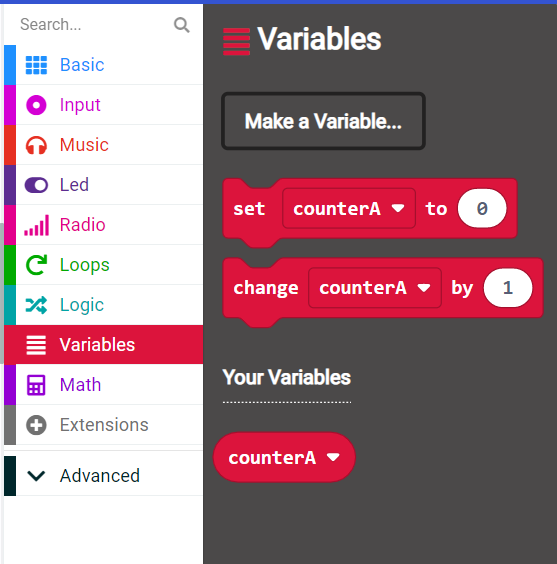 Search...
Basic
Input
Music
Led
Radio
Loops
Logic
Variables
Math
Extensions
Advanced
Variables
Make a Variable...
set counterA to 0
change counterA by 1
Your Variables
counterA